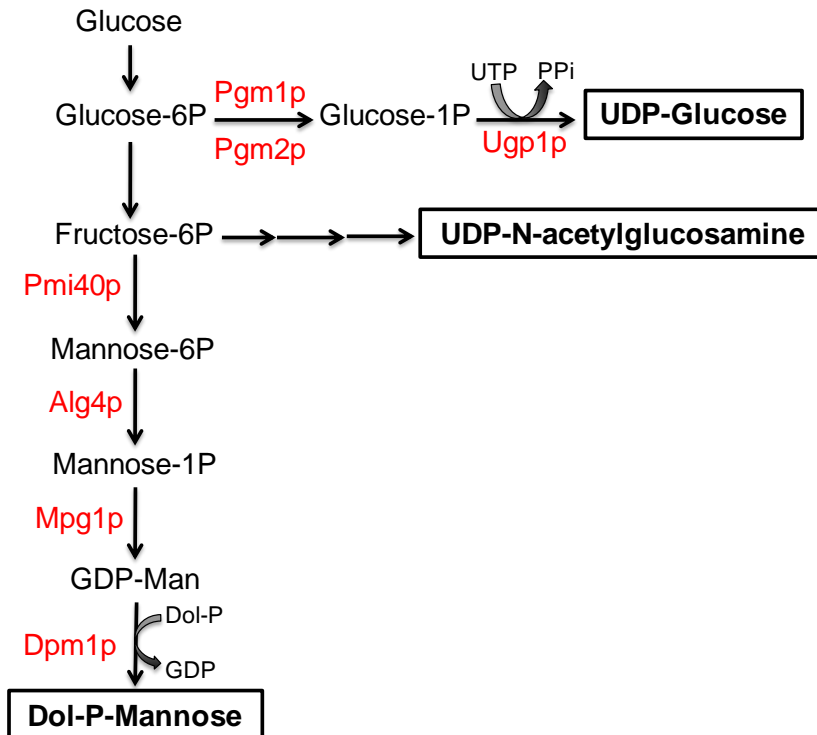 Glucose
Glucose-6P
Pgm1p
Pgm2p
Glucose-1P
UTP
PPi
Ugp1p
UDP-Glucose
Fructose-6P
UDP-N-acetylglucosamine
Pmi40p
Mannose-6P
Alg4p
Mannose-1P
Mpg1p
GDP-Man
Dol-P
Dpm1p
GDP
Dol-P-Mannose